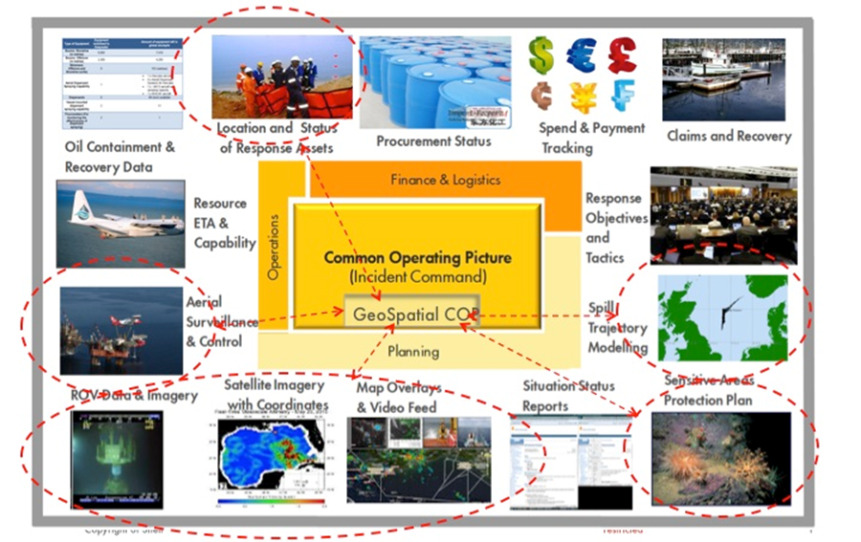 Location and Status
of Response Assets
Procurement Status
Spend & Payment
Tracking
Claims and Recovery
Oil Containment &
Recovery Data
Finance & Logistics
Resource
ETA &
Capability
Operations
Response
Objectives
and
Tactics
Common Operating Picture
(Incident Command)
GeoSpatial COP
Aerial
Survillance
& Control
Spill
Trajectory
Modelling
Planning
ROV Data & Imagery
Satellite Imagery
with Coordinates
Map Overlays
& Video Feed
Situation Status
Reports
Sensitive Areas
Protection Plan
Copyright of Shell
Restricted